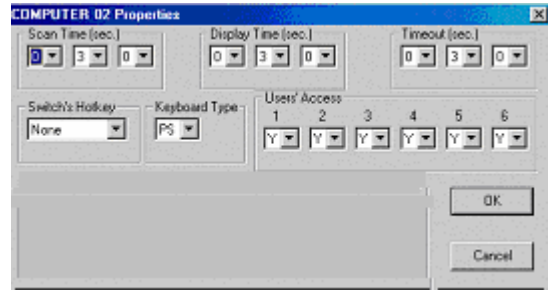 COMPUTER 02 Properties
Scan Time (sec.) Display Time (sec.) Timeout (sec.)
0 3 0 0 3 0 0 3 0
Switch's Hotkey Keyboard Type Users' Access
1 2 3 4 5 6
None PS Y Y Y Y Y Y
OK
Cancel